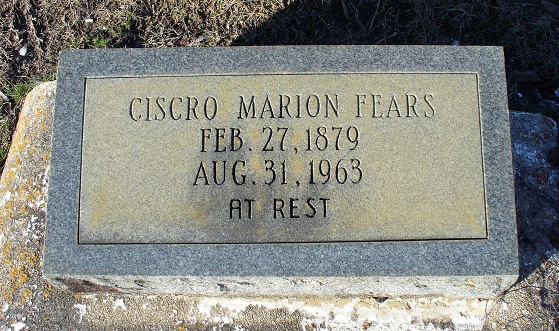 CISCRO MARION FEARS
FEB. 27, 1879
AUG. 31, 1963
AT REST